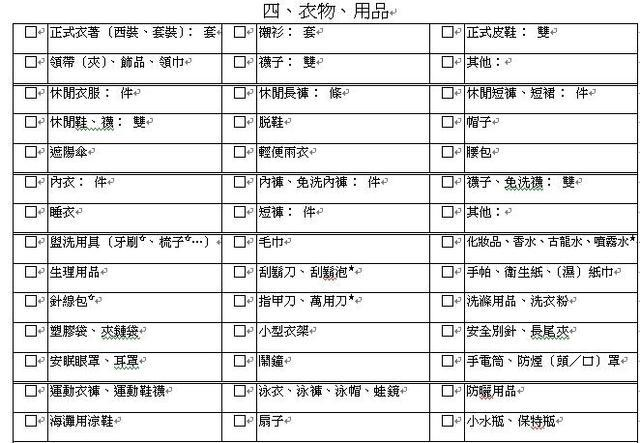 四、衣物、用品
□ 正式衣著（西裝、套裝）： 套 □ 襯衫： 套 □ 正式皮鞋： 雙
□ 領帶（夾）、飾品、領巾 □ 襪子： 雙 □ 其他：
□ 休閒衣服： 件 □ 休閒長褲： 條 □ 休閒短褲、短裙： 件
□ 休閒鞋、襪： 雙 □ 脱鞋 □ 帽子
□ 遮陽傘 □ 輕便雨衣 □ 腰包
□ 內衣： 件 □ 內褲、免洗內褲： 件 □ 襪子、免洗襪： 雙
□ 睡衣 □ 短褲： 件 □ 其他：
□ 盥洗用具（牙刷☆、梳子☆…） □ 毛巾 □ 化妝品、香水、古龍水、噴霧水★
□ 生理用品 □ 刮鬍刀、刮鬍泡★ □ 手帕、衛生紙、（濕）紙巾
□ 針線包☆ □ 指甲刀、萬用刀★ □ 洗滌用品、洗衣粉
□ 塑膠袋、夾鏈袋 □ 小型衣架 □ 安全別針、長尾夾
□ 安眠眼罩、耳罩 □ 鬧鐘 □ 手電筒、防煙（頭／口）罩
□ 運動衣褲、運動鞋襪 □ 泳衣、泳褲、泳帽、蛙鏡 □ 防曬用品
□ 海灘用涼鞋 □ 扇子 □ 小水瓶、保特瓶